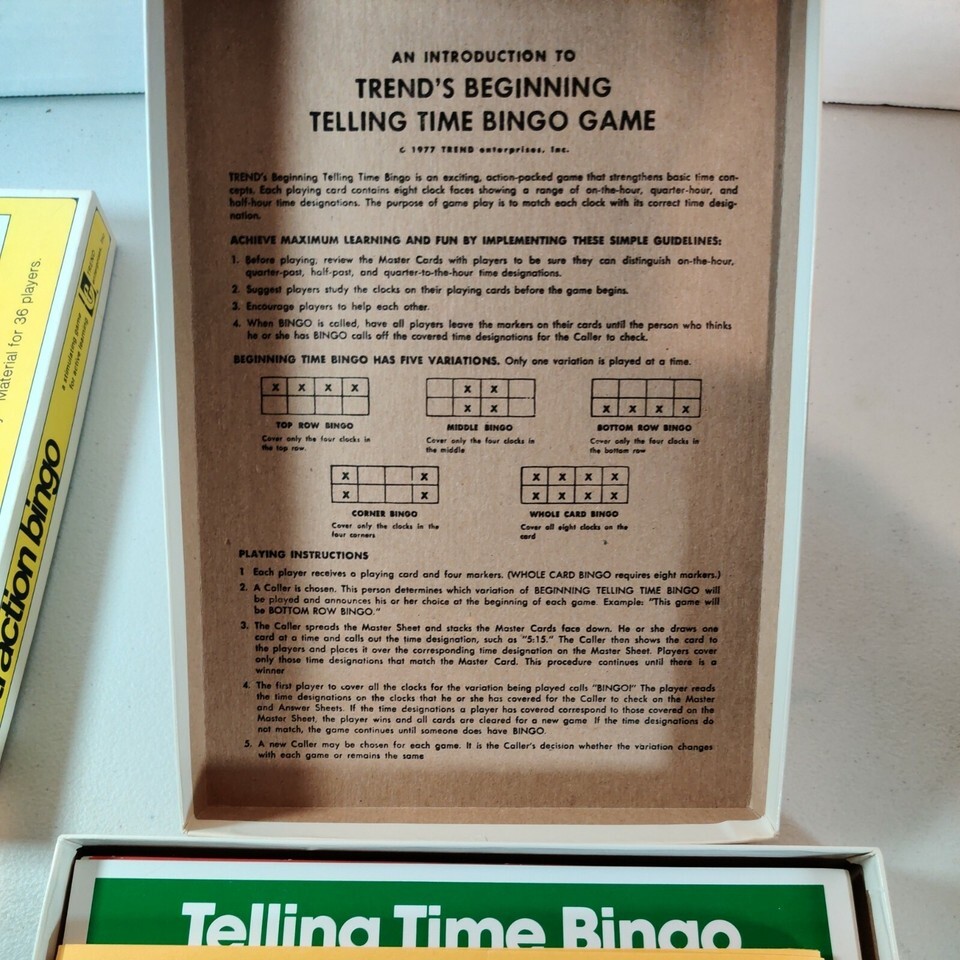 AN INTRODUCTION TO
TREND'S BEGINNING
TELLING TIME BINGO GAME
© 1977 TREND enterprises, Inc.
TREND's Beginning Telling Time Bingo is an exciting, action-packed game that strengthens basic time con-
cepts. Each playing card contains eight clock faces showing a range of on-the-hour, quarter-hour, and
half-hour time designations. The purpose of game play is to match each clock with its correct time desig-
nation.
ACHIEVE MAXIMUM LEARNING AND FUN BY IMPLEMENTING THESE SIMPLE GUIDELINES:
1. Before playing, review the Master Cards with players to be sure they can distinguish on-the-hour,
quarter-past, half-past, and quarter-to-the-hour time designations.
2. Suggest players study the clocks on their playing cards before the game begins.
3. Encourage players to help each other.
4. When BINGO is called, have all players leave the markers on their cards until the person who thinks
he or she has BINGO calls off the covered time designations for the Caller to check.
BEGINNING TIME BINGO HAS FIVE VARIATIONS. Only one variation is played at a time.
X X X X
TOP ROW BINGO
Cover only the four clocks in
the top row.
X X
X X
MIDDLE BINGO
Cover only the four clocks in
the middle
X X X X
BOTTOM ROW BINGO
Cover only the four clocks in
the bottom row
X X
X X
CORNER BINGO
Cover only the clocks in the
four corners
X X X X
X X X X
WHOLE CARD BINGO
Cover all eight clocks on the
card
PLAYING INSTRUCTIONS
1 Each player receives a playing card and four markers. (WHOLE CARD BINGO requires eight markers.)
2. A Caller is chosen. This person determines which variation of BEGINNING TELLING TIME BINGO will
be played and announces his or her choice at the beginning of each game. Example: "This game will
be BOTTOM ROW BINGO."
3. The Caller spreads the Master Sheet and stacks the Master Cards face down. He or she draws one
card at a time and calls out the time designation, such as "5:15." The Caller then shows the card to
the players and places it over the corresponding time designation on the Master Sheet. Players cover
only those time designations that match the Master Card. This procedure continues until there is a
winner
4. The first player to cover all the clocks for the variation being played calls "BINGO!" The player reads
the time designations on the clocks that he or she has covered for the Caller to check on the Master
and Answer Sheets. If the time designations a player has covered correspond to those covered on the
Master Sheet, the player wins and all cards are cleared for a new game If the time designations do
not match, the game continues until someone does have BINGO.
5. A new Caller may be chosen for each game. It is the Caller's decision whether the variation changes
with each game or remains the same
Material for 36 players.
a stimulating game
for active learning
TREND
action bingo
Telling Time Bingo